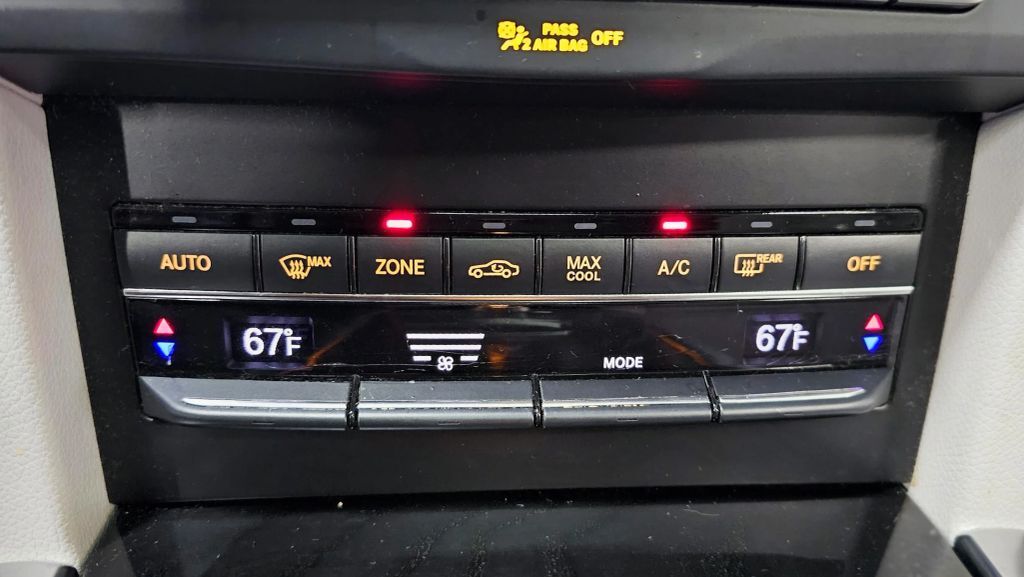 PASS
AIR BAG OFF
2
AUTO
MAX
ZONE
MAX
COOL
A/C
REAR
OFF
67°F
MODE
67°F